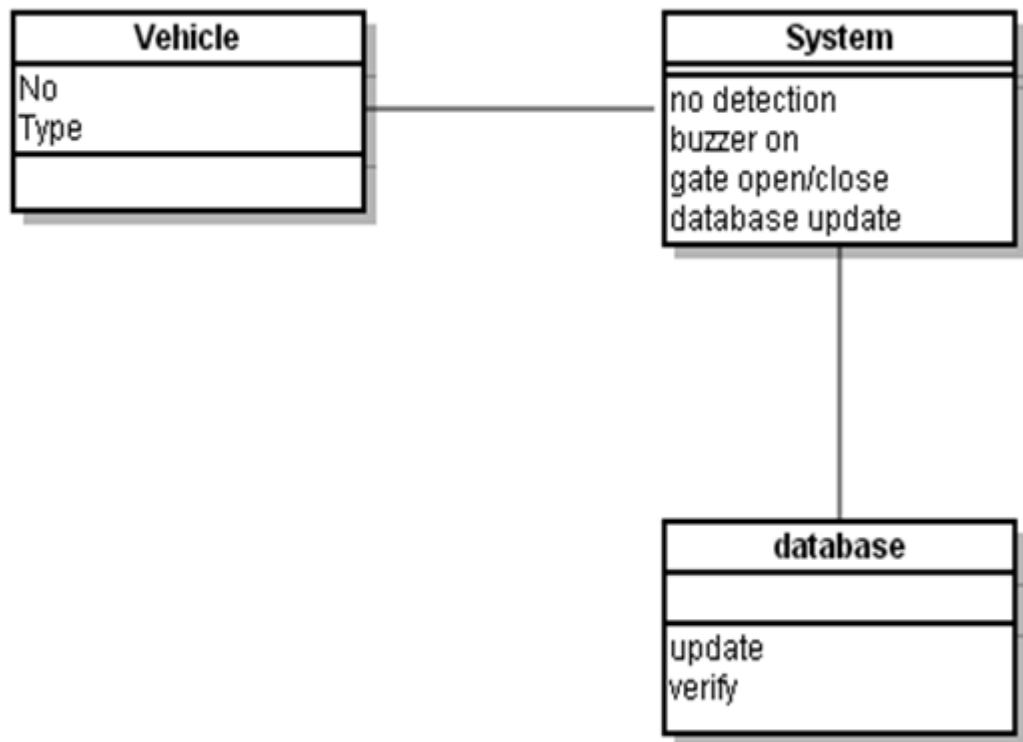 Vehicle
No
Type
System
no detection
buzzer on
gate open/close
database update
database
update
verify